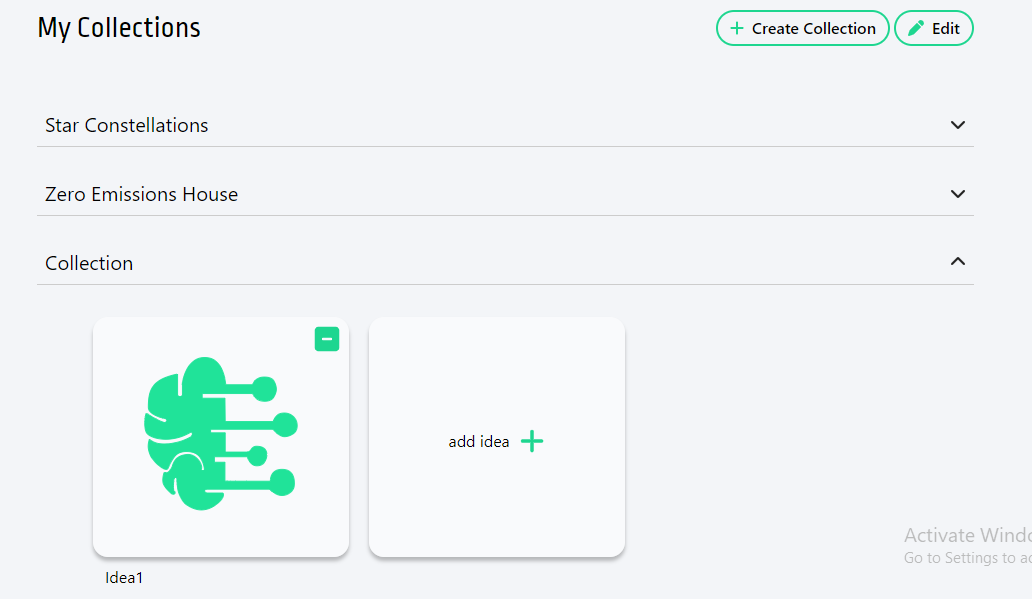 My Collections
Create Collection
Edit
Star Constellations
Zero Emissions House
Collection
add idea
Idea1
Activate Windo
Go to Settings to ac